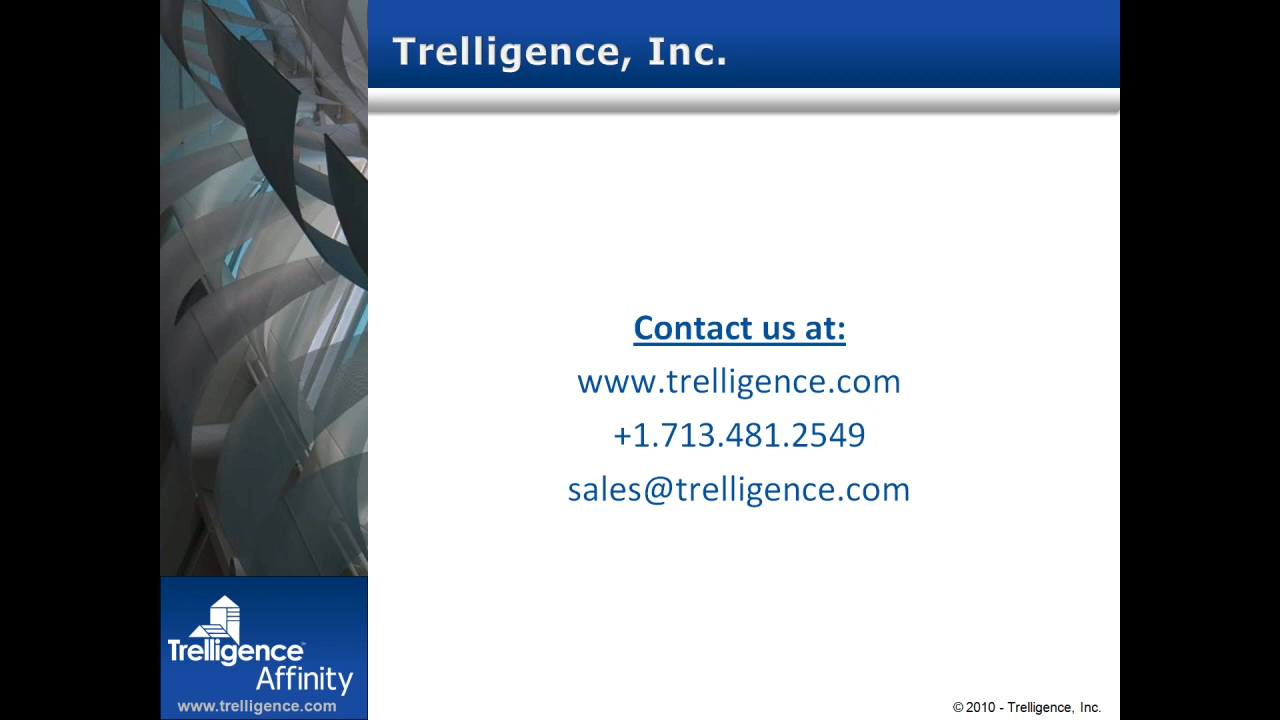 Trelligence, Inc.
Contact us at:
www.trelligence.com
+1.713.481.2549
sales@trelligence.com
Trelligence™
Affinity
www.trelligence.com
© 2010 - Trelligence, Inc.